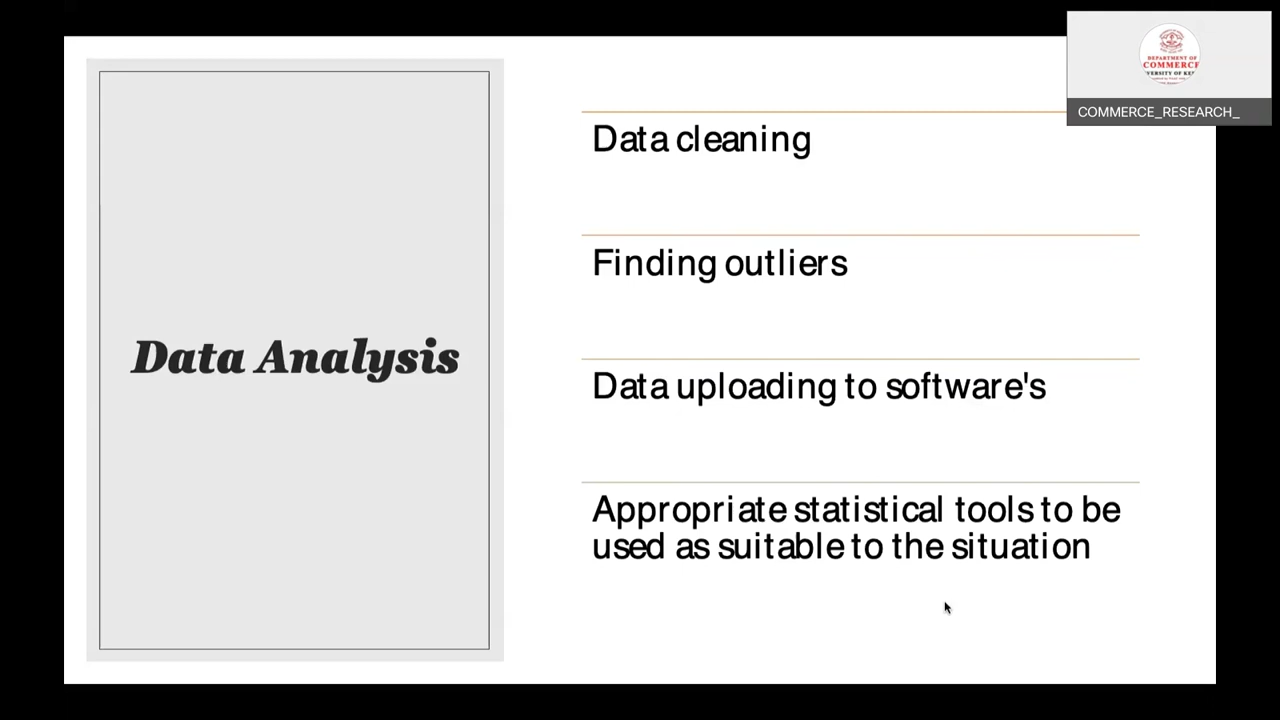 DEPARTMENT OF
COMMERCE
COMMERCE_RESEARCH_
Data cleaning
Finding outliers
Data Analysis
Data uploading to software's
Appropriate statistical tools to be
used as suitable to the situation